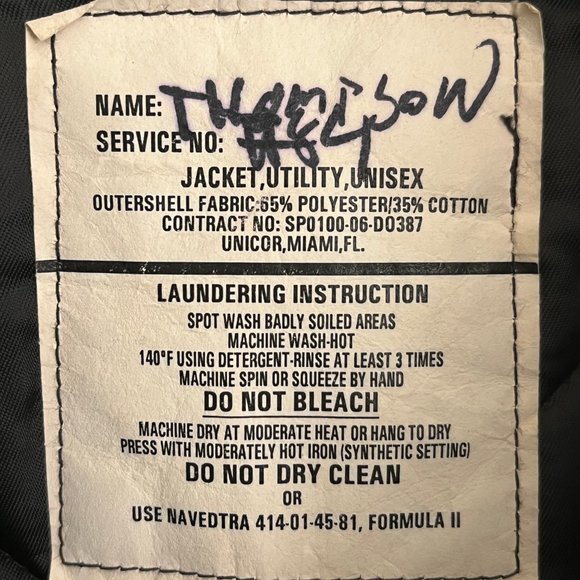 NAME: THOMPSON
SERVICE NO:
JACKET,UTILITY,UNISEX
OUTERSHELL FABRIC:65% POLYESTER/35% COTTON
CONTRACT NO: SP0100-06-D0387
UNICOR,MIAMI,FL.
LAUNDERING INSTRUCTION
SPOT WASH BADLY SOILED AREAS
MACHINE WASH-HOT
140°F USING DETERGENT-RINSE AT LEAST 3 TIMES
MACHINE SPIN OR SQUEEZE BY HAND
DO NOT BLEACH
MACHINE DRY AT MODERATE HEAT OR HANG TO DRY
PRESS WITH MODERATELY HOT IRON (SYNTHETIC SETTING)
DO NOT DRY CLEAN
OR
USE NAVEDTRA 414-01-45-81, FORMULA II